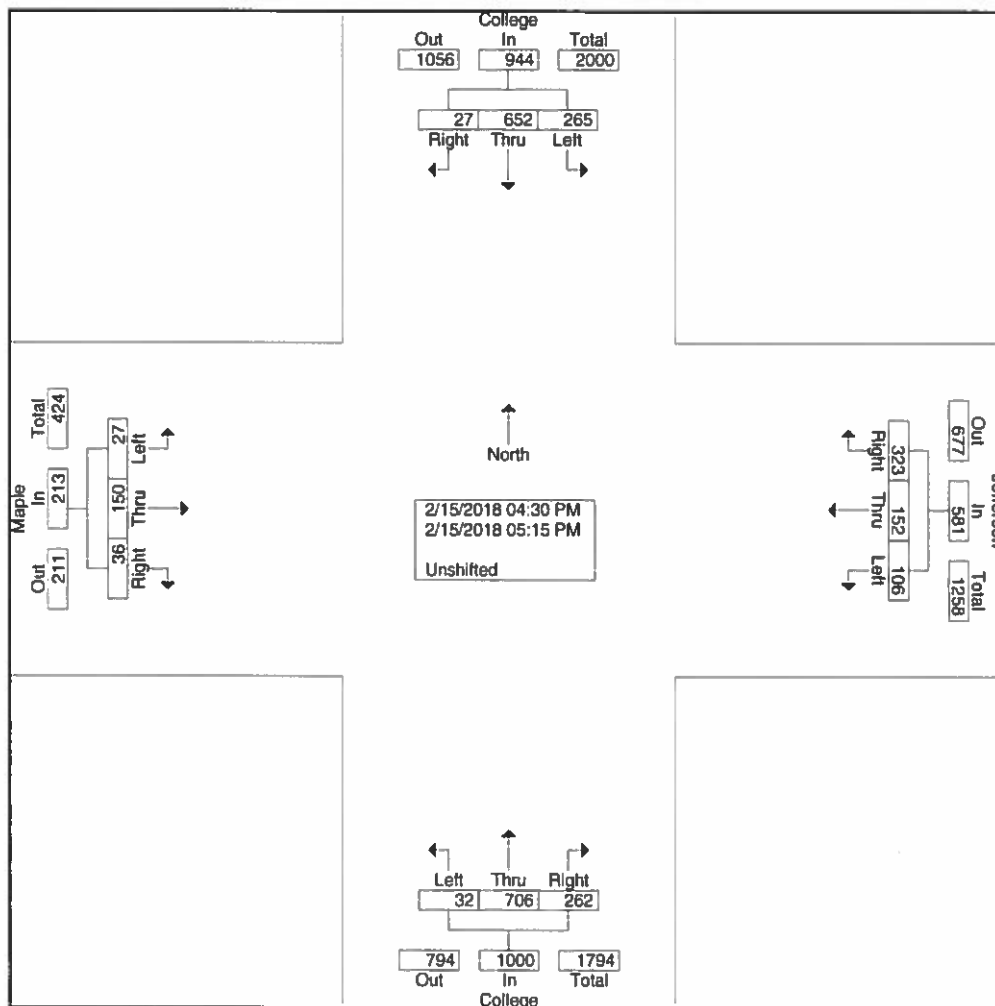 College
Out In Total
1056 944 2000
27 652 265
Right Thru Left
Total
424
In
213
Out
211
Maple
27
Left
150
Thru
36
Right
North
2/15/2018 04:30 PM
2/15/2018 05:15 PM
Unshifted
Out
677
In
581
Total
1258
Right
323
Thru
152
Left
106
Left Thru Right
32 706 262
794 1000 1794
Out In Total
College